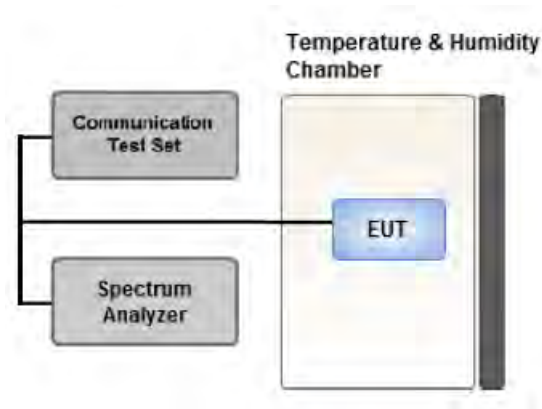 Temperature & Humidity
Chamber
Communication
Test Set
EUT
Spectrum
Analyzer